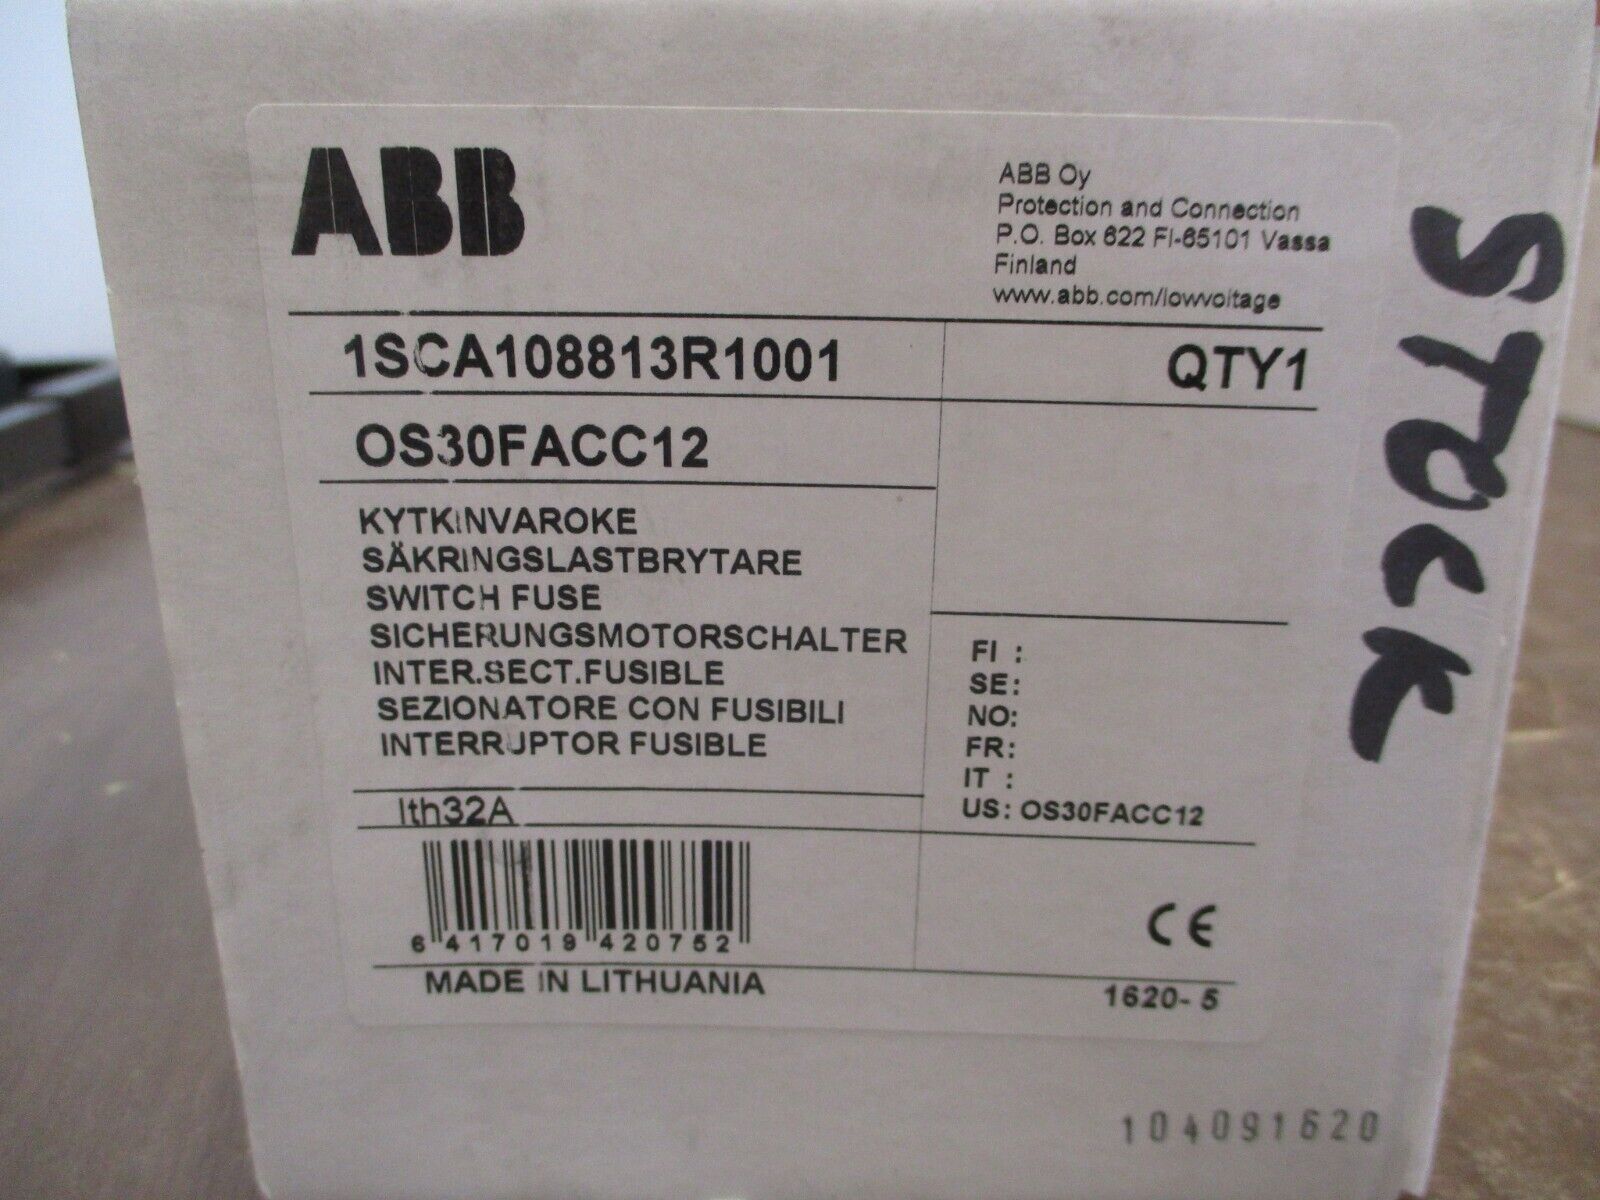 ABB
ABB Oy
Protection and Connection
P.O. Box 622 FI-65101 Vassa
Finland
www.abb.com/lowvoltage
1SCA108813R1001
QTY1
OS30FACC12
KYTKINVAROKE
SÄKRINGSLASTBRYTARE
SWITCH FUSE
SICHERUNGSMOTORSCHALTER
INTER.SECT.FUSIBLE
SEZIONATORE CON FUSIBILI
INTERRUPTOR FUSIBLE
FI :
SE:
NO:
FR:
IT :
US: OS30FACC12
Ith32A
6 417019 420752
CE
MADE IN LITHUANIA
1620- 5
104091620
STOCK